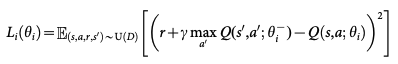 L_i(θ_i) = 𝔼_{(s,a,r,s′)∼U(D)} [ ( r + γ max_{a′} Q(s′,a′; θ_i^−) − Q(s,a; θ_i) )^2 ]